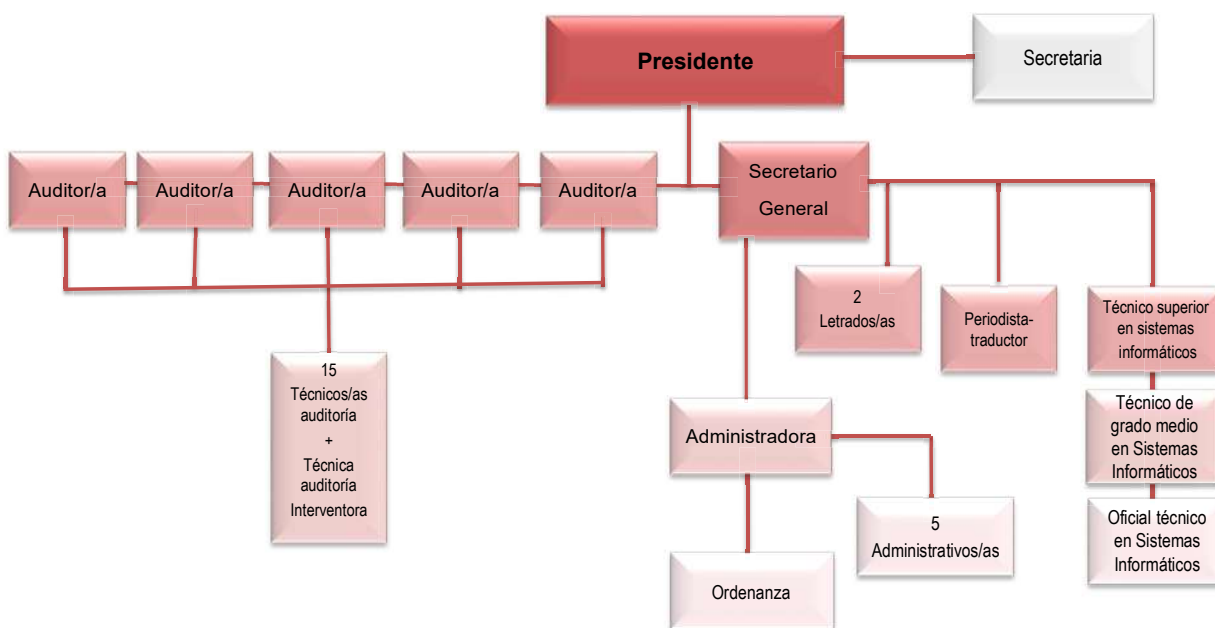 Presidente
Secretaria
Auditor/a
Auditor/a
Auditor/a
Auditor/a
Auditor/a
Secretario
General
2
Letrados/as
Periodista-
traductor
Técnico superior
en sistemas
informáticos
15
Técnicos/as
auditoría
+
Técnica
auditoría
Interventora
Administradora
Técnico de
grado medio
en Sistemas
Informáticos
5
Administrativos/as
Oficial técnico
en Sistemas
Informáticos
Ordenanza